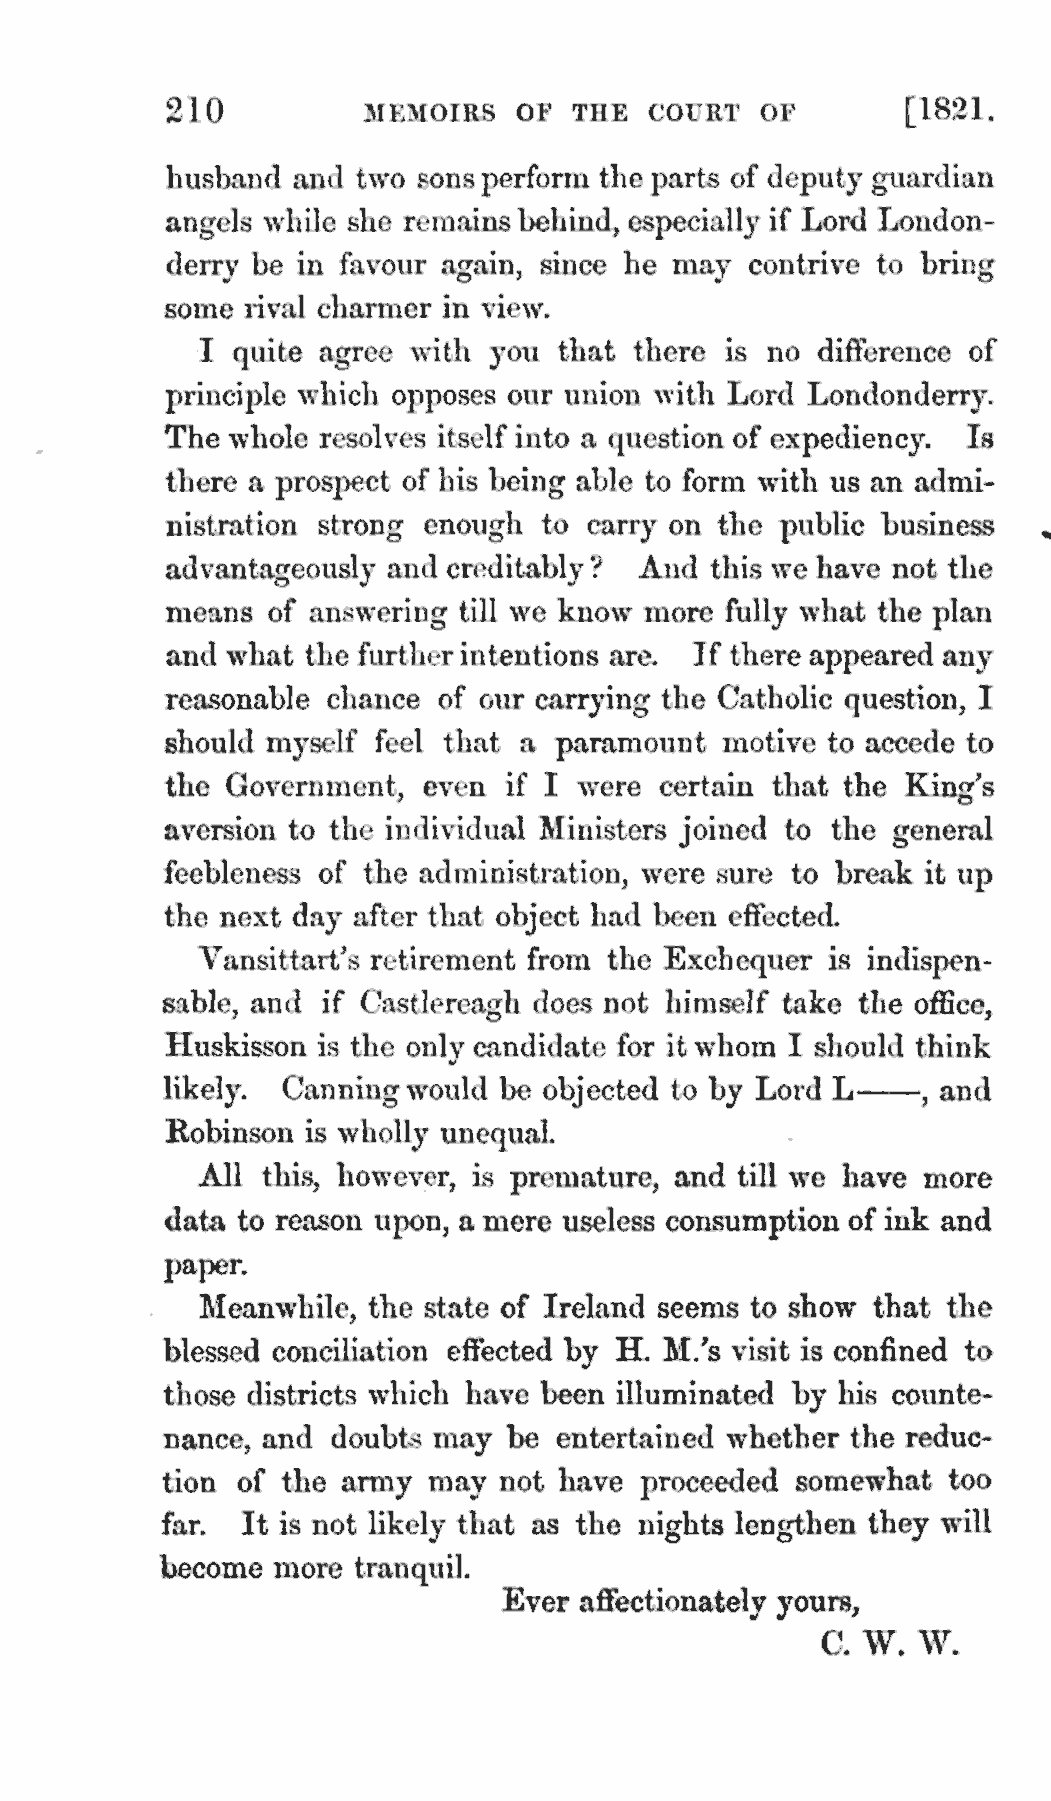 210 MEMOIRS OF THE COURT OF [1821.
husband and two sons perform the parts of deputy guardian
angels while she remains behind, especially if Lord London-
derry be in favour again, since he may contrive to bring
some rival charmer in view.
I quite agree with you that there is no difference of
principle which opposes our union with Lord Londonderry.
The whole resolves itself into a question of expediency. Is
there a prospect of his being able to form with us an admi-
nistration strong enough to carry on the public business
advantageously and creditably? And this we have not the
means of answering till we know more fully what the plan
and what the further intentions are. If there appeared any
reasonable chance of our carrying the Catholic question, I
should myself feel that a paramount motive to accede to
the Government, even if I were certain that the King's
aversion to the individual Ministers joined to the general
feebleness of the administration, were sure to break it up
the next day after that object had been effected.
Vansittart's retirement from the Exchequer is indispen-
sable, and if Castlereagh does not himself take the office,
Huskisson is the only candidate for it whom I should think
likely. Canning would be objected to by Lord L——, and
Robinson is wholly unequal.
All this, however, is premature, and till we have more
data to reason upon, a mere useless consumption of ink and
paper.
Meanwhile, the state of Ireland seems to show that the
blessed conciliation effected by H. M.'s visit is confined to
those districts which have been illuminated by his counte-
nance, and doubts may be entertained whether the reduc-
tion of the army may not have proceeded somewhat too
far. It is not likely that as the nights lengthen they will
become more tranquil.
Ever affectionately yours,
C. W. W.